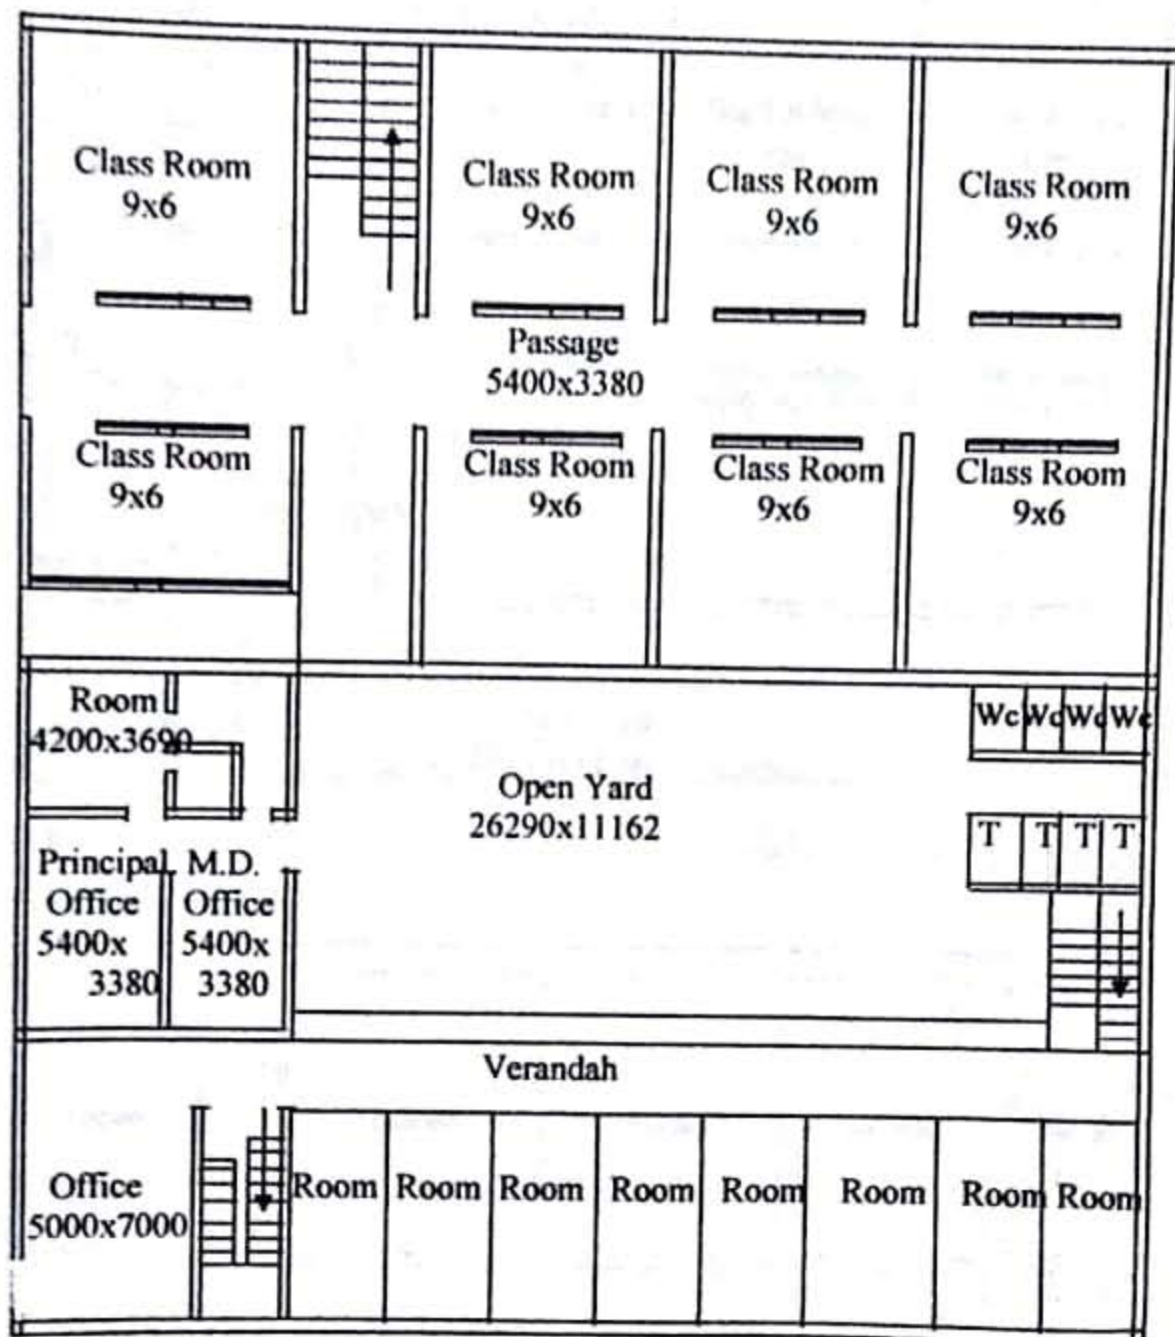 Class Room
9x6
Class Room
9x6
Class Room
9x6
Class Room
9x6
Passage
5400x3380
Class Room
9x6
Class Room
9x6
Class Room
9x6
Class Room
9x6
Room
4200x3690
Wc Wc Wc Wc
Open Yard
26290x11162
T T T T
Principal
Office
5400x
3380
M.D.
Office
5400x
3380
Verandah
Office
5000x7000
Room Room Room Room Room Room Room Room